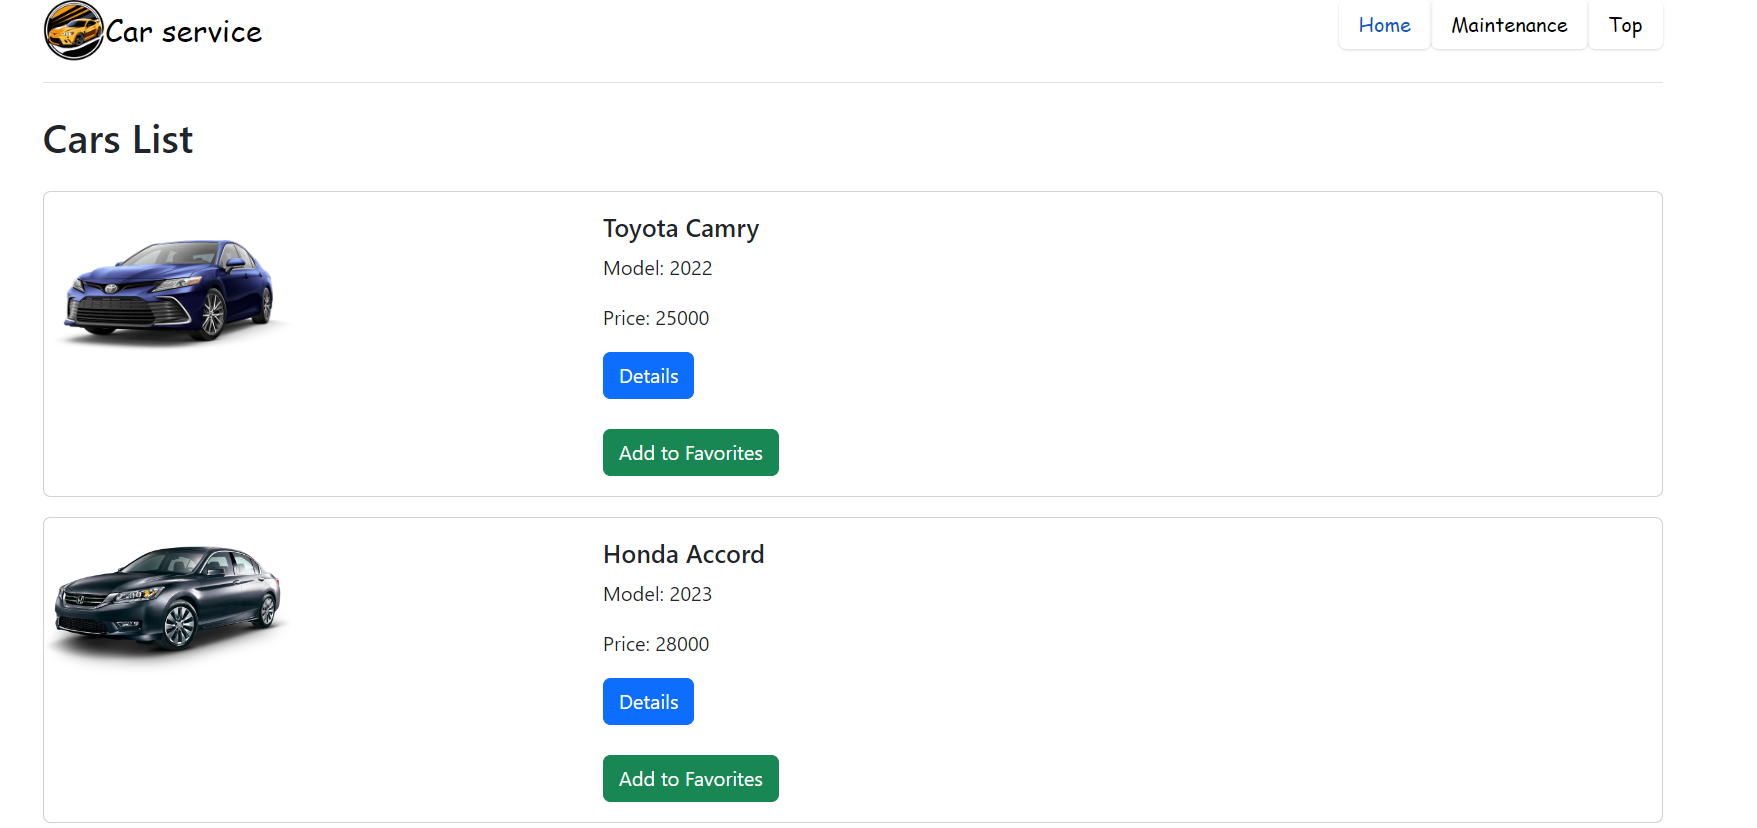 Car service
Home
Maintenance
Top
Cars List
Toyota Camry
Model: 2022
Price: 25000
Details
Add to Favorites
Honda Accord
Model: 2023
Price: 28000
Details
Add to Favorites